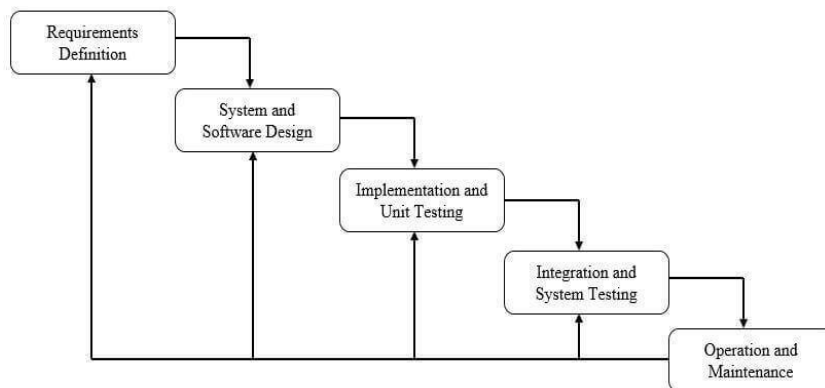 Requirements
Definition
System and
Software Design
Implementation and
Unit Testing
Integration and
System Testing
Operation and
Maintenance